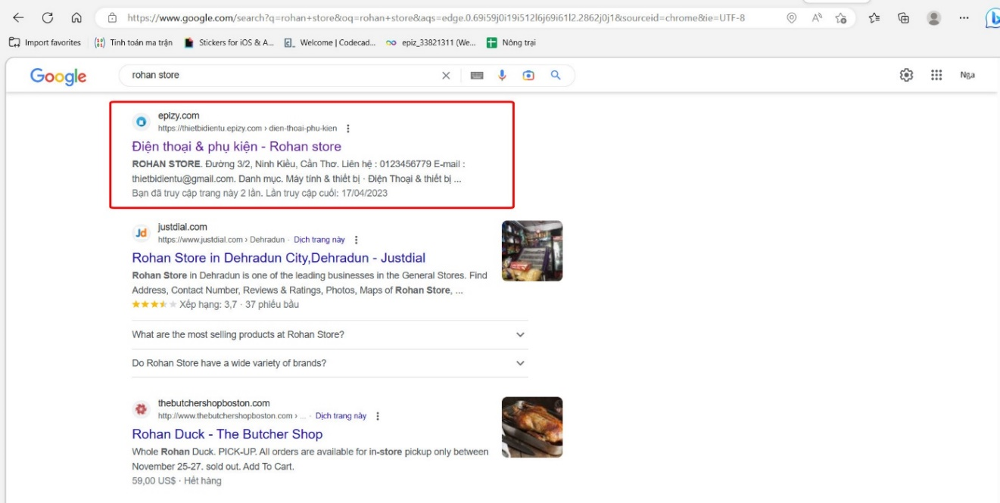 https://www.google.com/search?q=rohan+store&oq=rohan+store&aqs=edge.0.69i59j0i19i512l6j69i61l2.2862j0j1&sourceid=chrome&ie=UTF-8
Import favorites
Tính toán ma trận
Stickers for iOS & A...
Welcome | Codecad...
epiz_33821311 (We...
Nông trại
Google
rohan store
Nga
epizy.com
https://thietbidientu.epizy.com › dien-thoai-phu-kien
Điện thoại & phụ kiện - Rohan store
ROHAN STORE. Đường 3/2, Ninh Kiều, Cần Thơ. Liên hệ : 0123456779 E-mail :
thietbidientu@gmail.com. Danh mục. Máy tính & thiết bị · Điện Thoại & thiết bị ...
Bạn đã truy cập trang này 2 lần. Lần truy cập cuối: 17/04/2023
Jd
justdial.com
https://www.justdial.com › Dehradun · Dịch trang này
Rohan Store in Dehradun City,Dehradun - Justdial
Rohan Store in Dehradun is one of the leading businesses in the General Stores. Find
Address, Contact Number, Reviews & Ratings, Photos, Maps of Rohan Store, ...
Xếp hạng: 3,7 · 37 phiếu bầu
What are the most selling products at Rohan Store?
Do Rohan Store have a wide variety of brands?
thebutchershopboston.com
http://www.thebutchershopboston.com › ... · Dịch trang này
Rohan Duck - The Butcher Shop
Whole Rohan Duck. PICK-UP. All orders are available for in-store pickup only between
November 25-27. sold out. Add To Cart.
59,00 US$ · Hết hàng